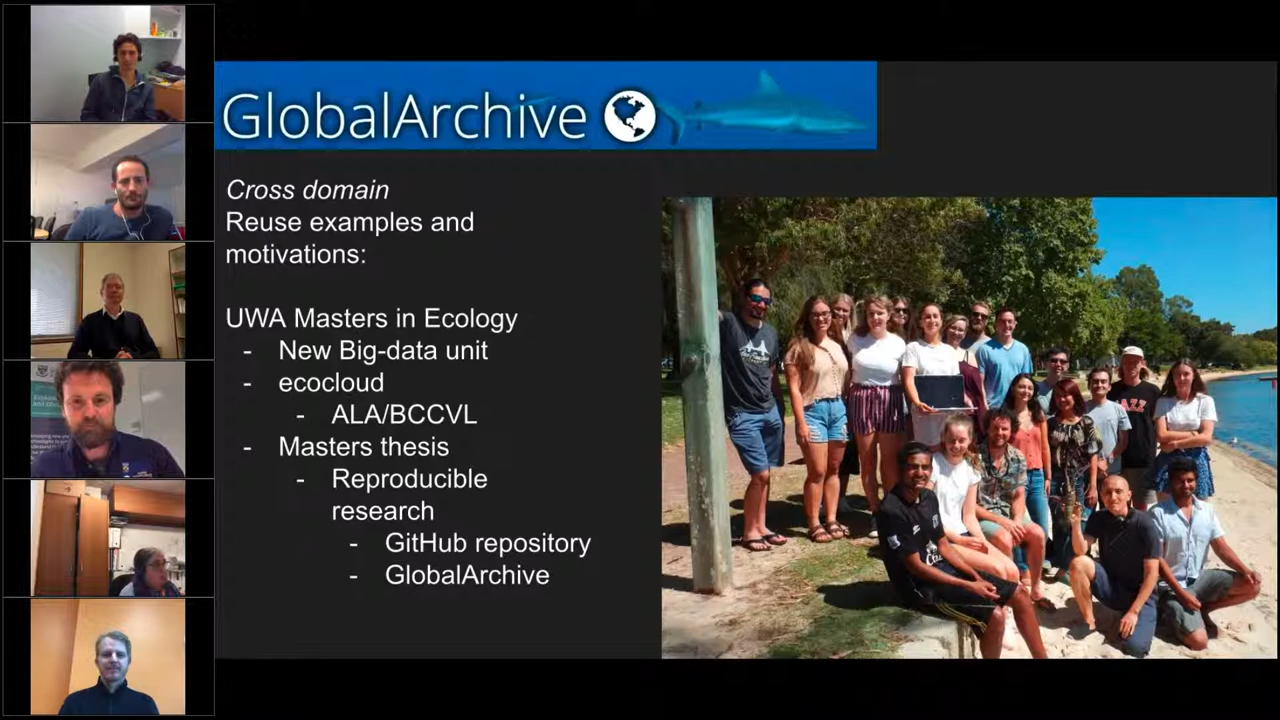 GlobalArchive
Cross domain
Reuse examples and
motivations:
UWA Masters in Ecology
- New Big-data unit
- ecocloud
- ALA/BCCVL
- Masters thesis
- Reproducible
research
- GitHub repository
- GlobalArchive